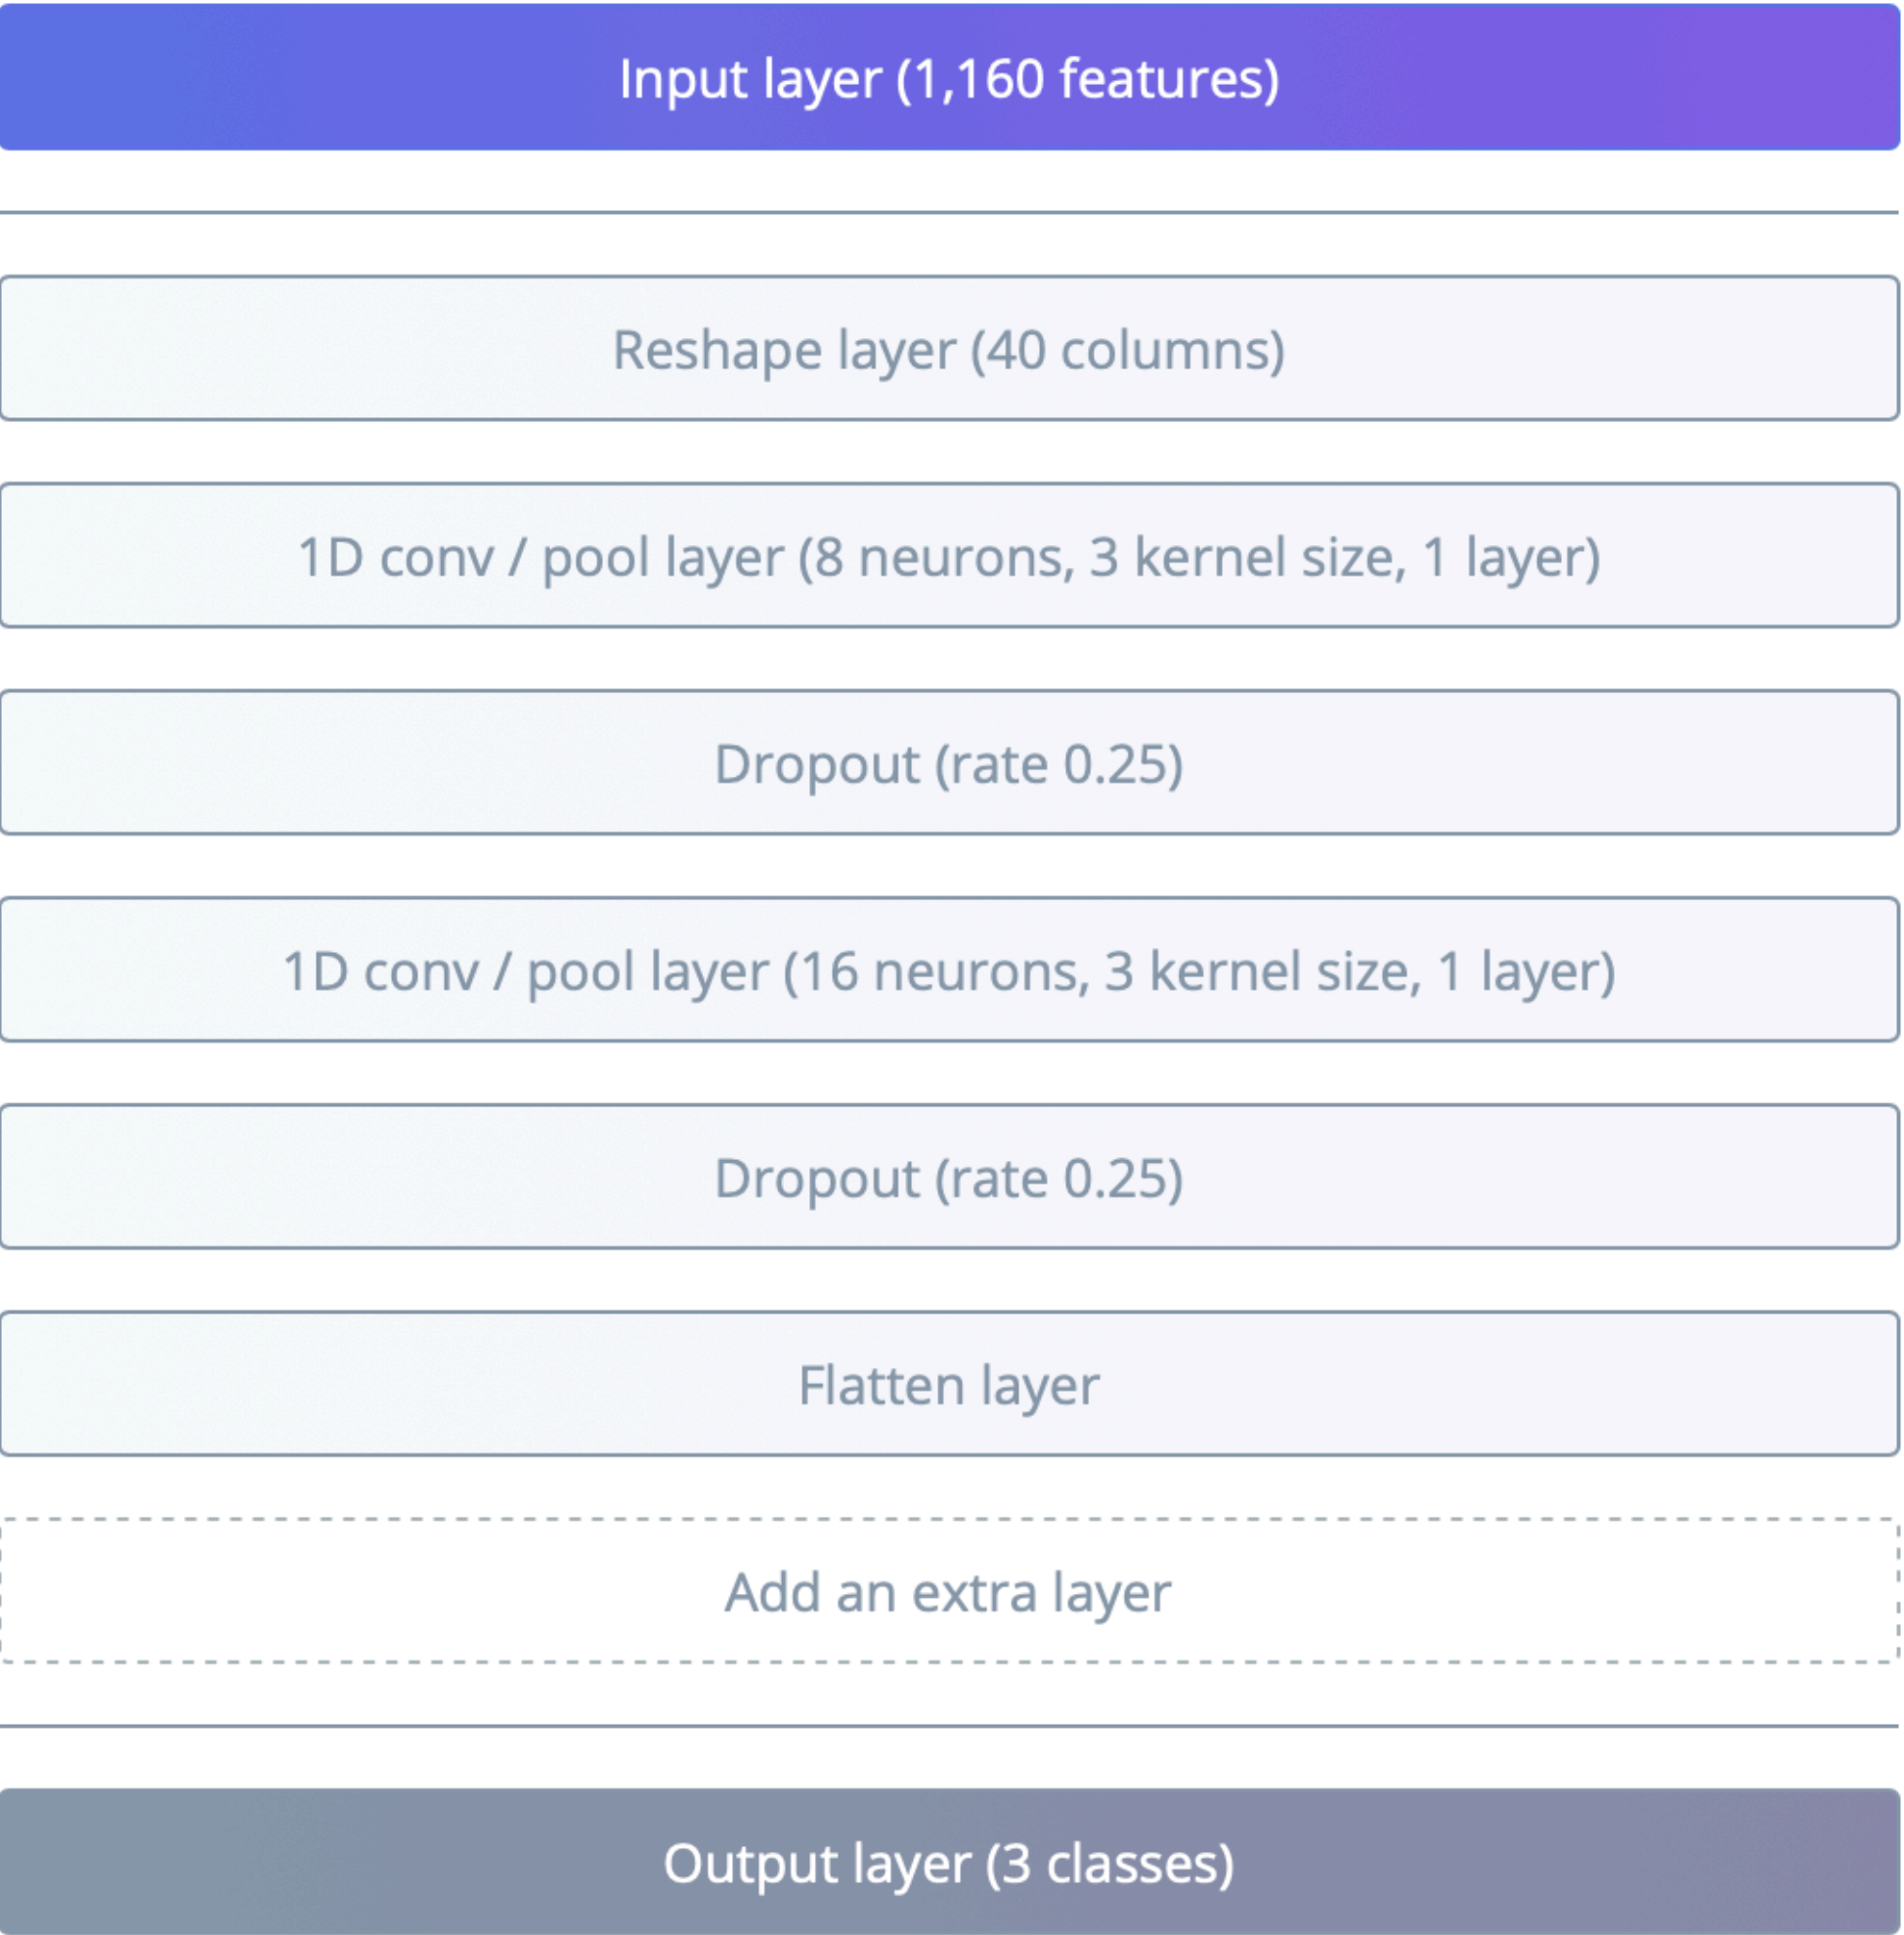 Input layer (1,160 features)
Reshape layer (40 columns)
1D conv / pool layer (8 neurons, 3 kernel size, 1 layer)
Dropout (rate 0.25)
1D conv / pool layer (16 neurons, 3 kernel size, 1 layer)
Dropout (rate 0.25)
Flatten layer
Add an extra layer
Output layer (3 classes)